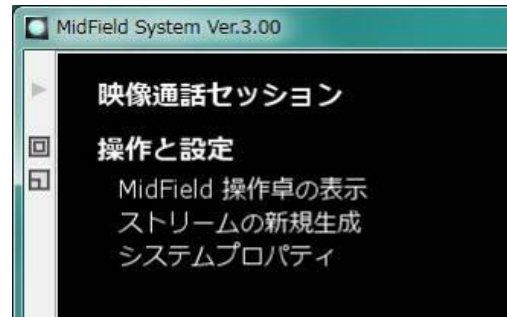 MidField System Ver.3.00
映像通話セッション
操作と設定
MidField 操作卓の表示
ストリームの新規生成
システムプロパティ